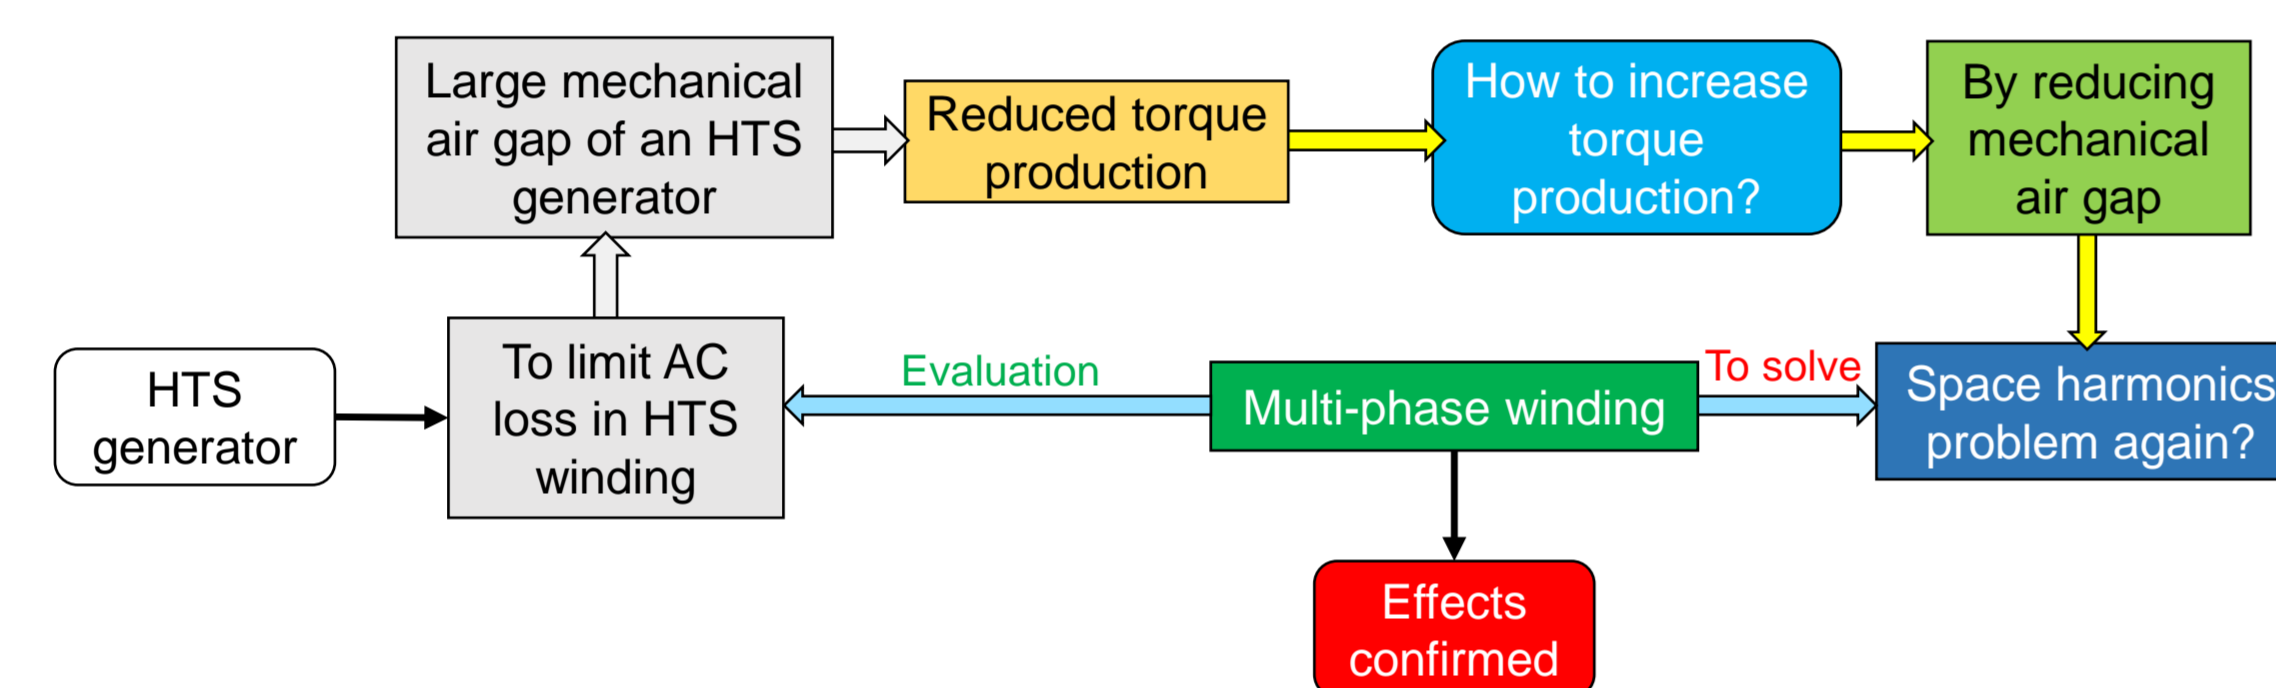 Large mechanical
air gap of an HTS
generator
Reduced torque
production
How to increase
torque
production?
By reducing
mechanical
air gap
HTS
generator
To limit AC
loss in HTS
winding
Evaluation
Multi-phase winding
To solve
Space harmonics
problem again?
Effects
confirmed